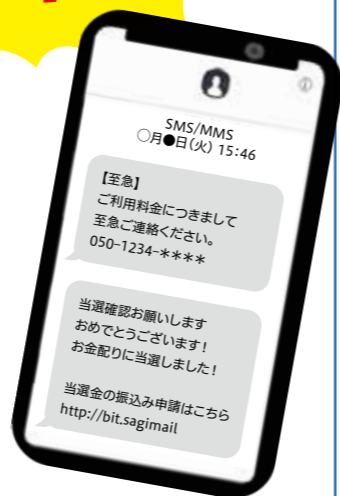 SMS/MMS
○月●日(火) 15:46
【至急】
ご利用料金につきまして
至急ご連絡ください。
050-1234-****
当選確認お願いします
おめでとうございます!
お金配りに当選しました!
当選金の振込み申請はこちら
http://bit.sagimail